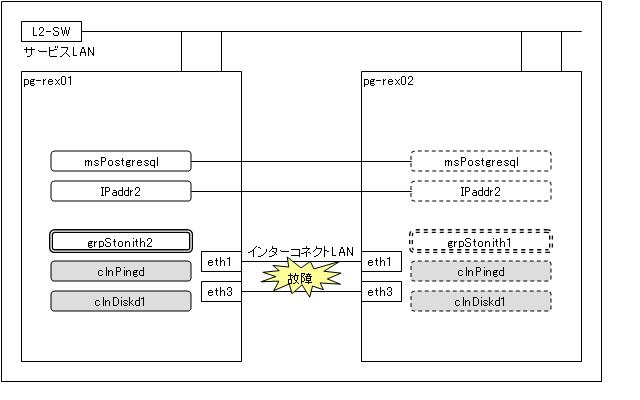 L2-SW
サービスLAN
pg-rex01
pg-rex02
msPostgresql
msPostgresql
IPaddr2
IPaddr2
grpStonith2
grpStonith1
インターコネクトLAN
eth1
eth1
clnPingd
故障
clnPingd
eth3
eth3
clnDiskd1
clnDiskd1